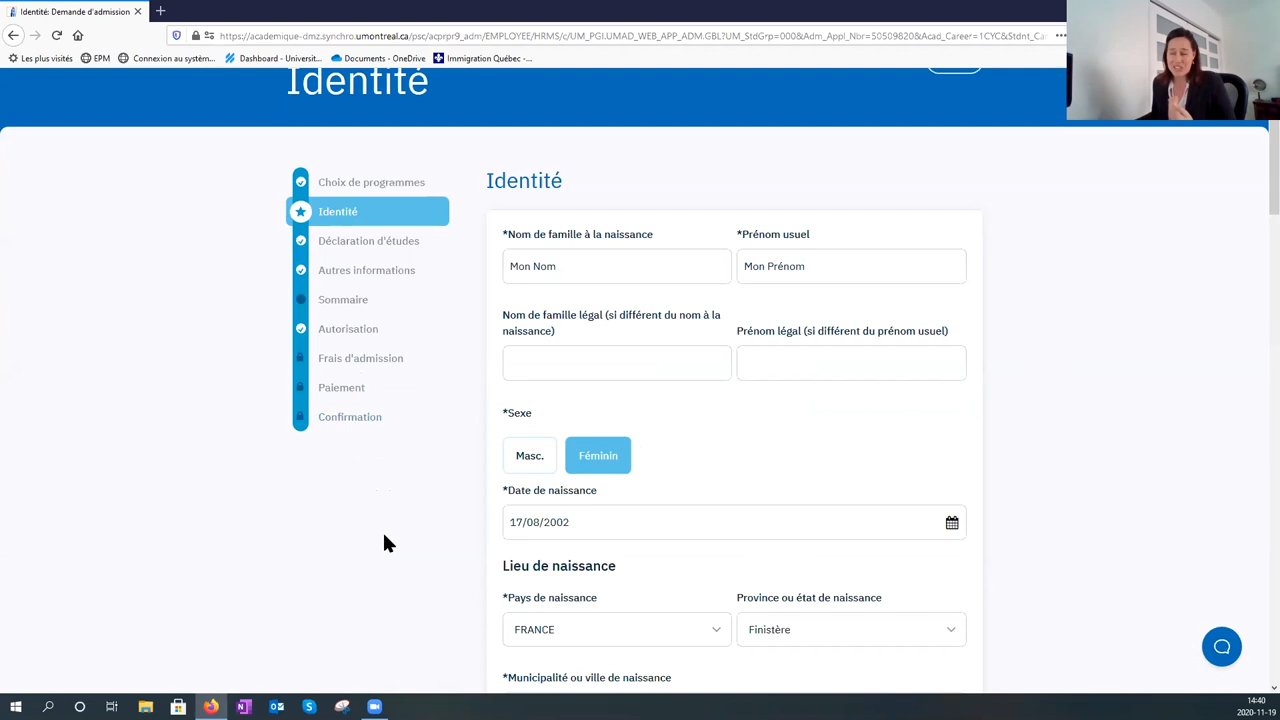 Identité: Demande d'admission
https://academique-dmz.synchro.umontreal.ca/psc/acprpr9_adm/EMPLOYEE/HRMS/c/UM_PGI.UMAD_WEB_APP_ADM.GBL?UM_StdGrp=000&Adm_Appl_Nbr=50509820&Acad_Career=1CYC&Stdnt_Ca
Les plus visités
EPM
Connexion au systèm...
Dashboard - Universit...
Documents - OneDrive
Immigration Québec -...
Identité
Choix de programmes
Identité
Déclaration d'études
Autres informations
Sommaire
Autorisation
Frais d'admission
Paiement
Confirmation
Identité
*Nom de famille à la naissance
*Prénom usuel
Mon Nom
Mon Prénom
Nom de famille légal (si différent du nom à la
naissance)
Prénom légal (si différent du prénom usuel)
*Sexe
Masc.
Féminin
*Date de naissance
17/08/2002
Lieu de naissance
*Pays de naissance
Province ou état de naissance
FRANCE
Finistère
*Municipalité ou ville de naissance
14:40
2020-11-19